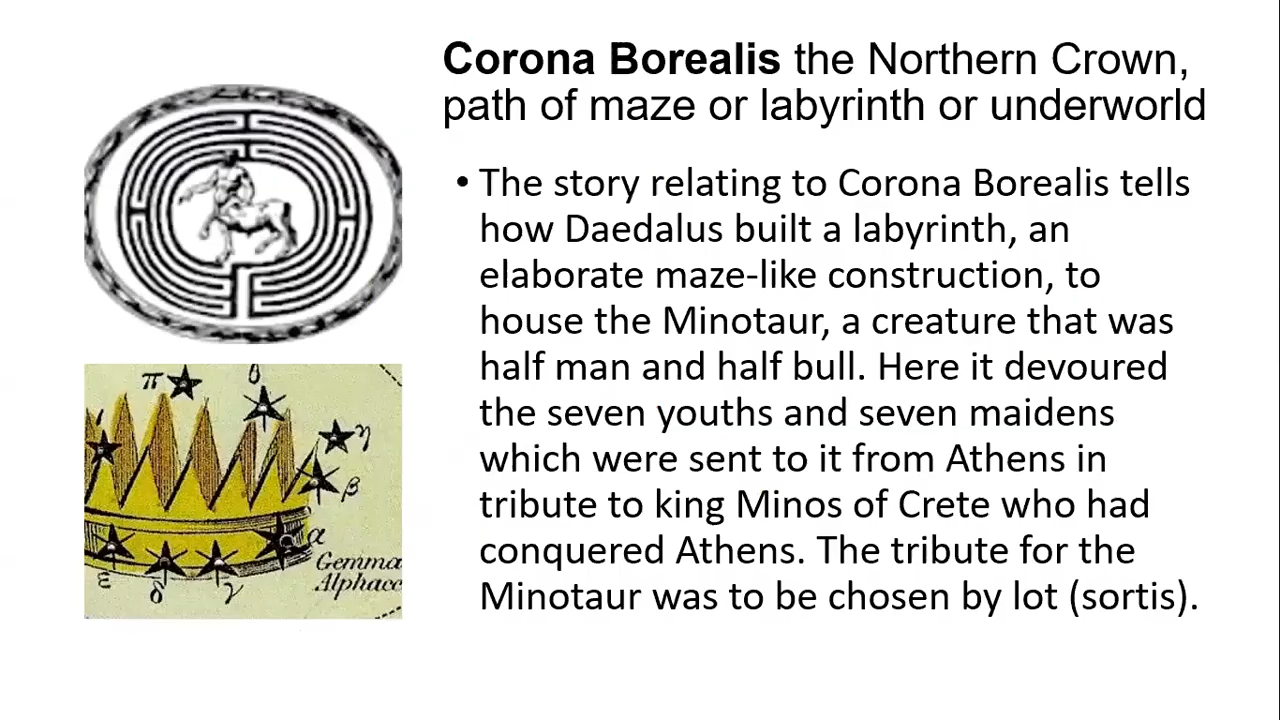 Corona Borealis the Northern Crown,
path of maze or labyrinth or underworld
• The story relating to Corona Borealis tells
how Daedalus built a labyrinth, an
elaborate maze-like construction, to
house the Minotaur, a creature that was
half man and half bull. Here it devoured
the seven youths and seven maidens
which were sent to it from Athens in
tribute to king Minos of Crete who had
conquered Athens. The tribute for the
Minotaur was to be chosen by lot (sortis).
π
θ
η
ι
β
α
Gemma
Alphacc
ε δ γ